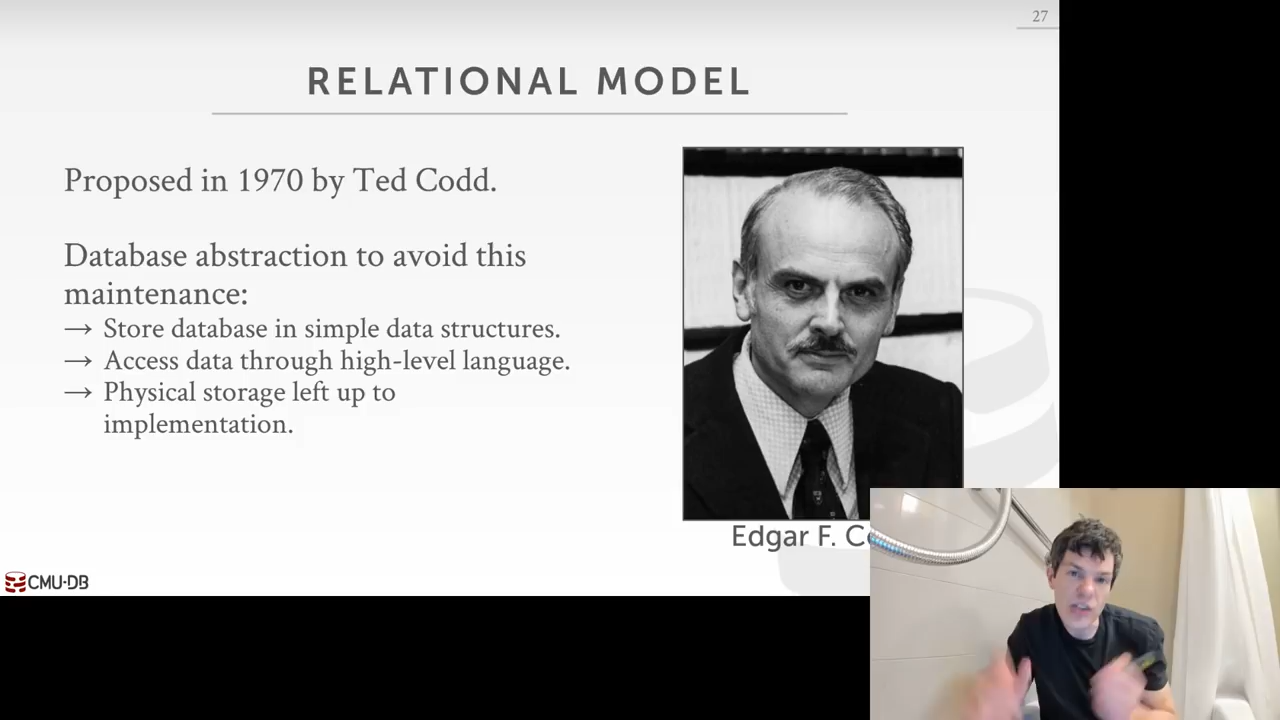 27
RELATIONAL MODEL
Proposed in 1970 by Ted Codd.
Database abstraction to avoid this
maintenance:
→ Store database in simple data structures.
→ Access data through high-level language.
→ Physical storage left up to
implementation.
Edgar F.
CMU·DB